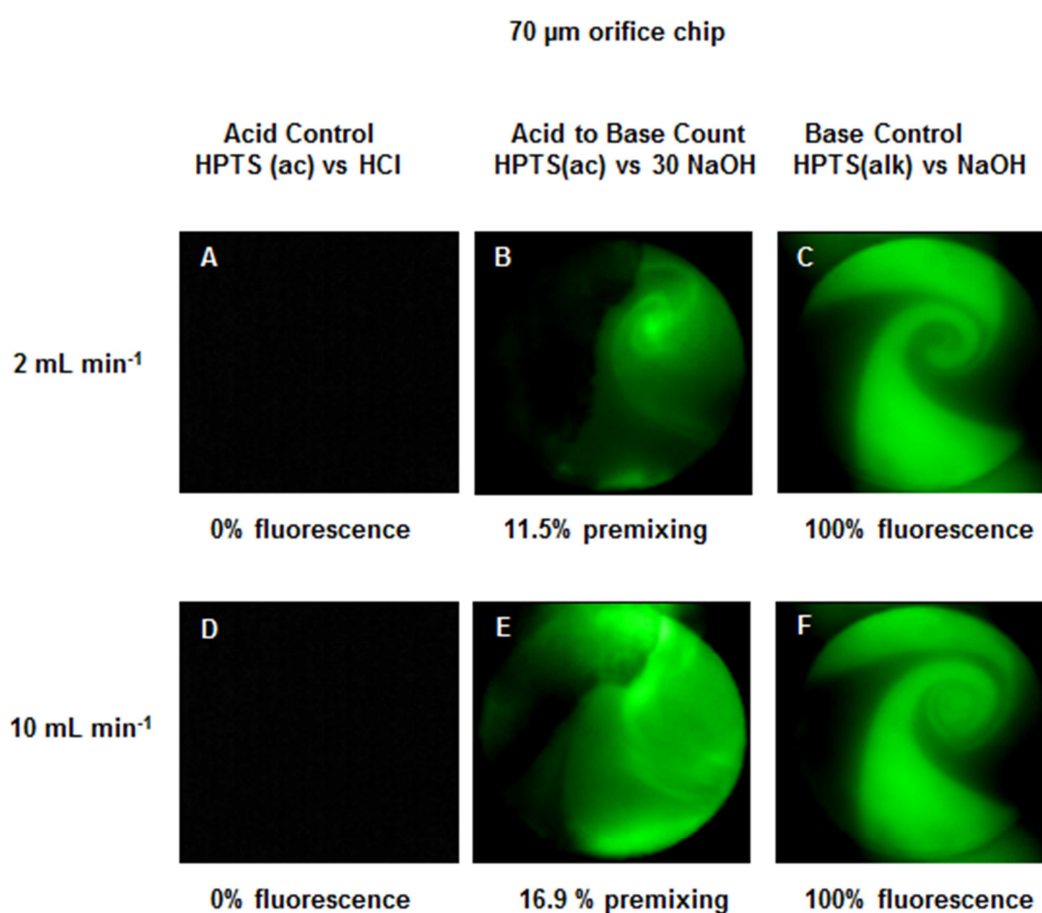 70 µm orifice chip
Acid Control
HPTS (ac) vs HCl
Acid to Base Count
HPTS(ac) vs 30 NaOH
Base Control
HPTS(alk) vs NaOH
2 mL min⁻¹
A
B
C
0% fluorescence
11.5% premixing
100% fluorescence
10 mL min⁻¹
D
E
F
0% fluorescence
16.9 % premixing
100% fluorescence